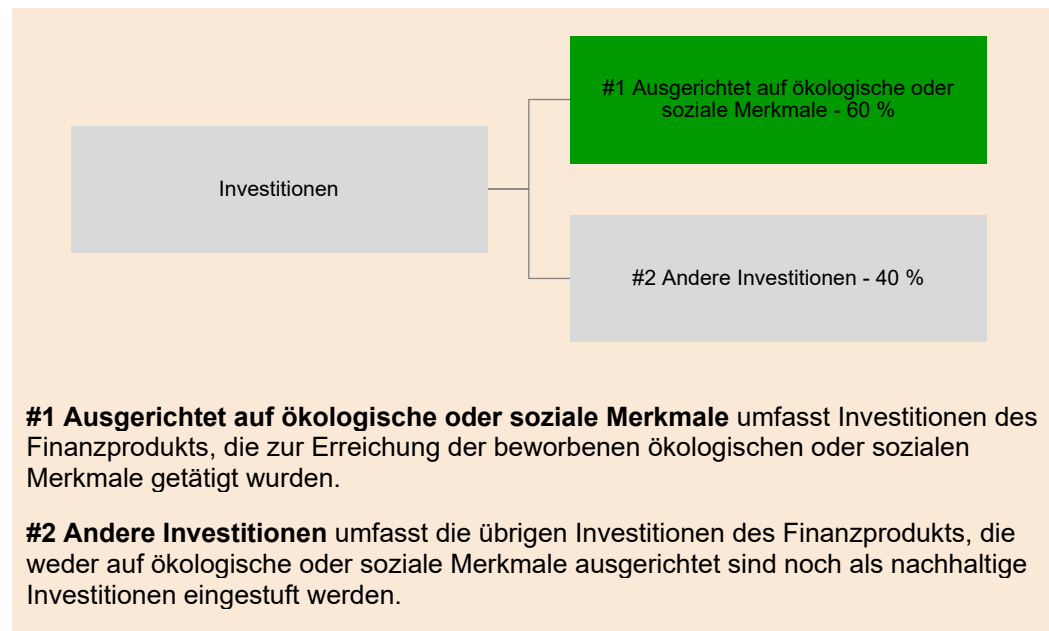 #1 Ausgerichtet auf ökologische oder
soziale Merkmale - 60 %
Investitionen
#2 Andere Investitionen - 40 %
#1 Ausgerichtet auf ökologische oder soziale Merkmale umfasst Investitionen des
Finanzprodukts, die zur Erreichung der beworbenen ökologischen oder sozialen
Merkmale getätigt wurden.
#2 Andere Investitionen umfasst die übrigen Investitionen des Finanzprodukts, die
weder auf ökologische oder soziale Merkmale ausgerichtet sind noch als nachhaltige
Investitionen eingestuft werden.